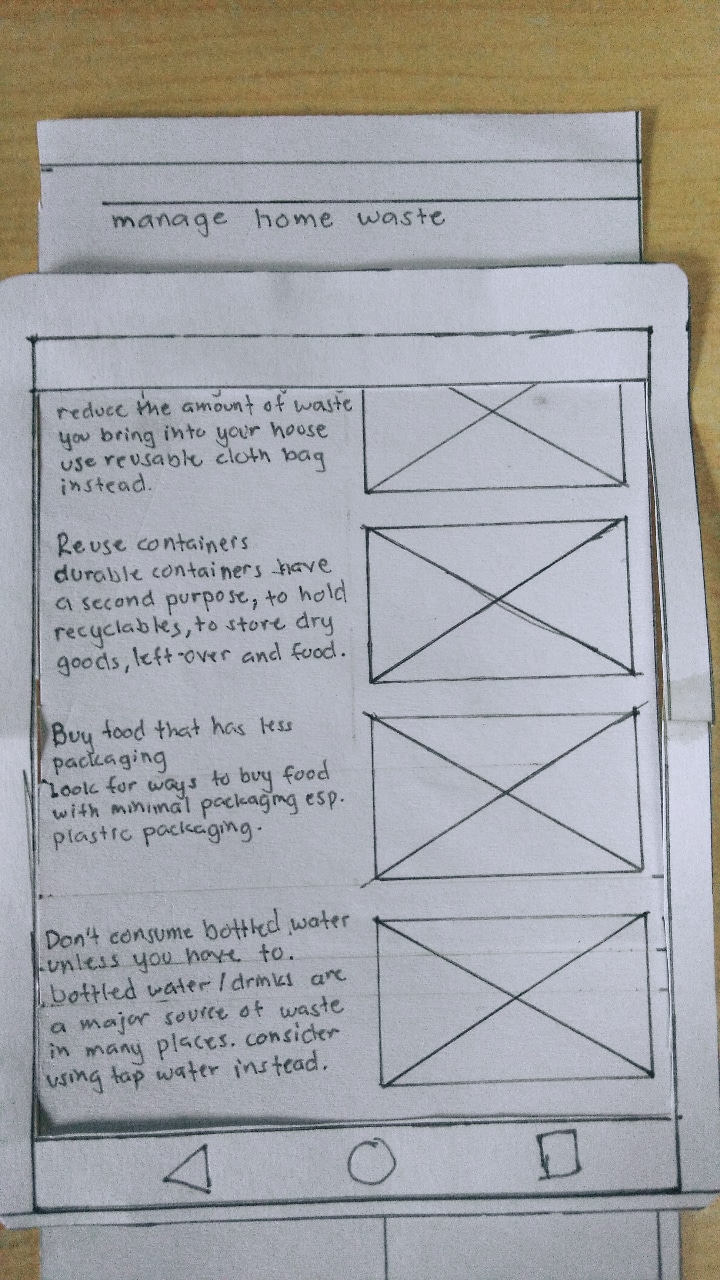 manage home waste
reduce the amount of waste
you bring into your house
use reusable cloth bag
instead.
Reuse containers
durable containers have
a second purpose, to hold
recyclables, to store dry
goods, left-over and food.
Buy food that has less
packaging
Look for ways to buy food
with minimal packaging esp.
plastic packaging.
Don't consume bottled water
unless you have to.
bottled water / drinks are
a major source of waste
in many places. consider
using tap water instead.